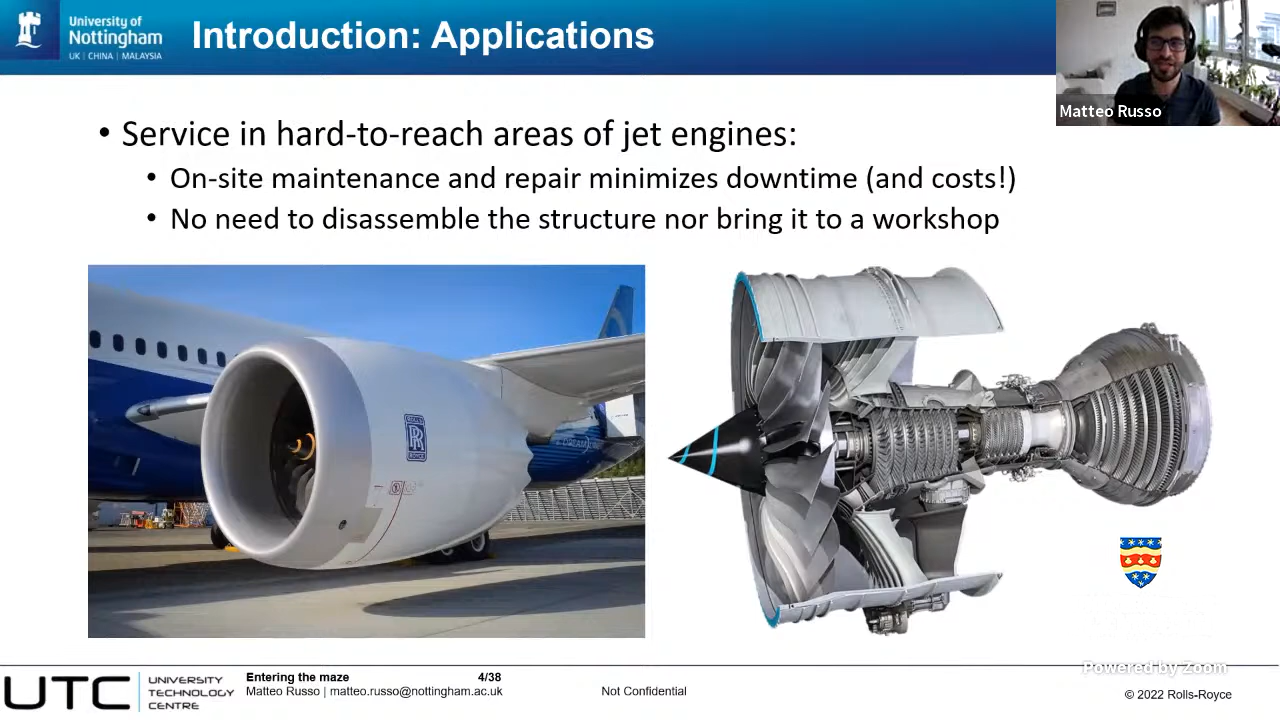 University of
Nottingham
UK | CHINA | MALAYSIA
Introduction: Applications
Matteo Russo
• Service in hard-to-reach areas of jet engines:
• On-site maintenance and repair minimizes downtime (and costs!)
• No need to disassemble the structure nor bring it to a workshop
UTC
UNIVERSITY
TECHNOLOGY
CENTRE
Entering the maze 4/38
Matteo Russo | matteo.russo@nottingham.ac.uk
Not Confidential
Powered by Zoom
© 2022 Rolls-Royce